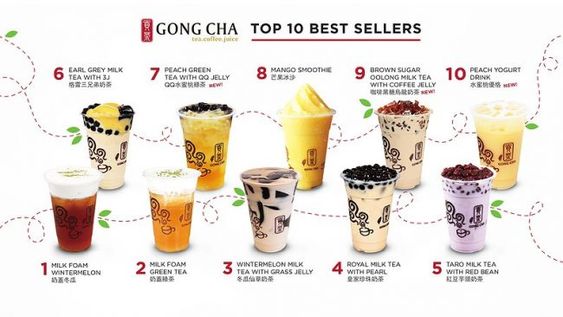 GONG CHA
tea.coffee.juice
TOP 10 BEST SELLERS
6 EARL GREY MILK
TEA WITH 3J
格雷三兄弟奶茶
7 PEACH GREEN
TEA WITH QQ JELLY
QQ水蜜桃綠茶 NEW!
8 MANGO SMOOTHIE
芒果冰沙
9 BROWN SUGAR
OOLONG MILK TEA
WITH COFFEE JELLY
咖啡黑糖烏龍奶茶 NEW!
10 PEACH YOGURT
DRINK
水蜜桃優格 NEW!
1 MILK FOAM
WINTERMELON
奶蓋冬瓜
2 MILK FOAM
GREEN TEA
奶蓋綠茶
3 WINTERMELON MILK
TEA WITH GRASS JELLY
冬瓜仙草奶茶
4 ROYAL MILK TEA
WITH PEARL
皇家珍珠奶茶
5 TARO MILK TEA
WITH RED BEAN
紅豆芋頭奶茶